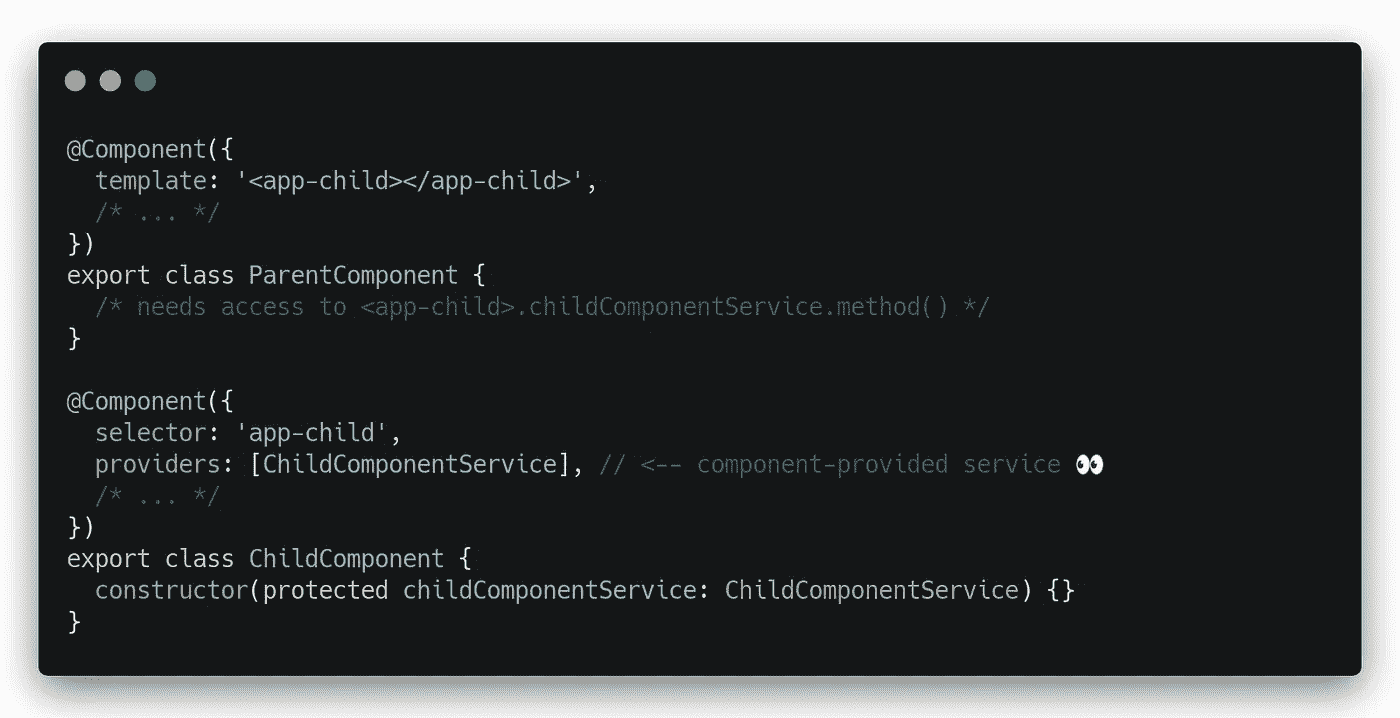 @Component({
  template: '<app-child></app-child>',
  /* ... */
})
export class ParentComponent {
  /* needs access to <app-child>.childComponentService.method() */
}

@Component({
  selector: 'app-child',
  providers: [ChildComponentService], // <-- component-provided service 👀
  /* ... */
})
export class ChildComponent {
  constructor(protected childComponentService: ChildComponentService) {}
}